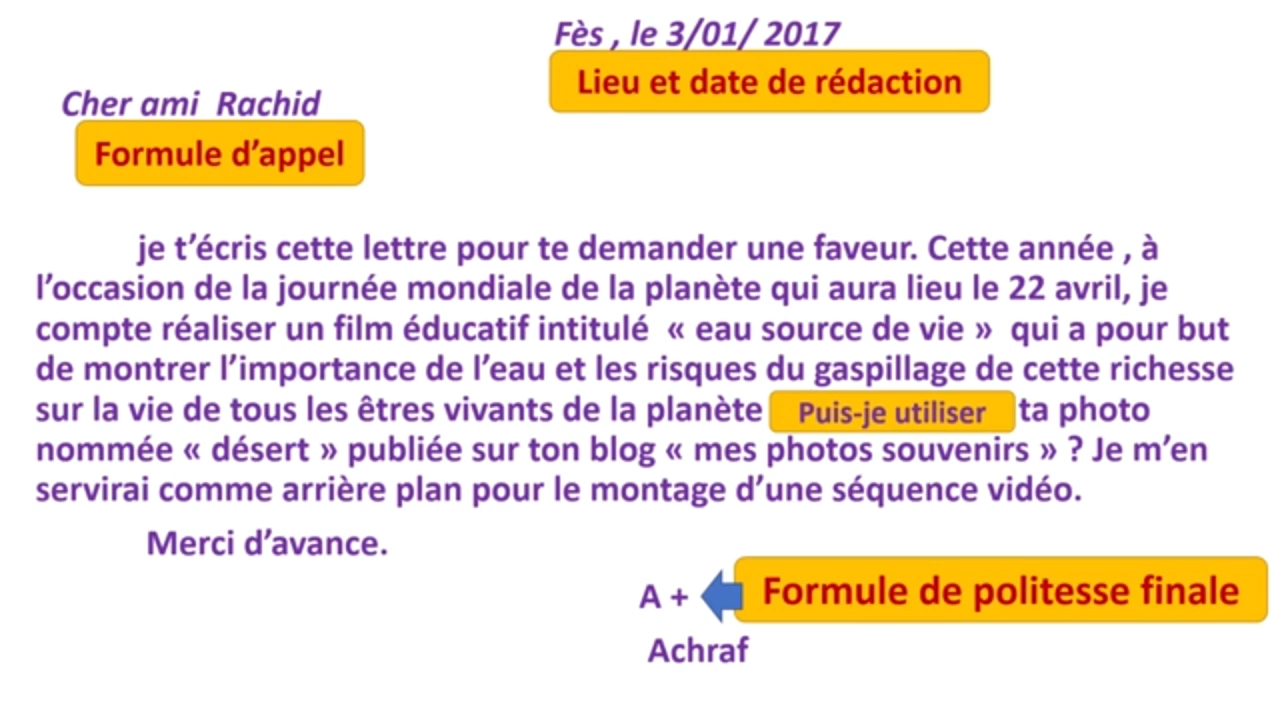 Fès , le 3/01/ 2017
Lieu et date de rédaction
Cher ami Rachid
Formule d’appel
je t’écris cette lettre pour te demander une faveur. Cette année , à
l’occasion de la journée mondiale de la planète qui aura lieu le 22 avril, je
compte réaliser un film éducatif intitulé « eau source de vie » qui a pour but
de montrer l’importance de l’eau et les risques du gaspillage de cette richesse
sur la vie de tous les êtres vivants de la planète Puis-je utiliser ta photo
nommée « désert » publiée sur ton blog « mes photos souvenirs » ? Je m’en
servirai comme arrière plan pour le montage d’une séquence vidéo.
Merci d’avance.
A + Formule de politesse finale
Achraf